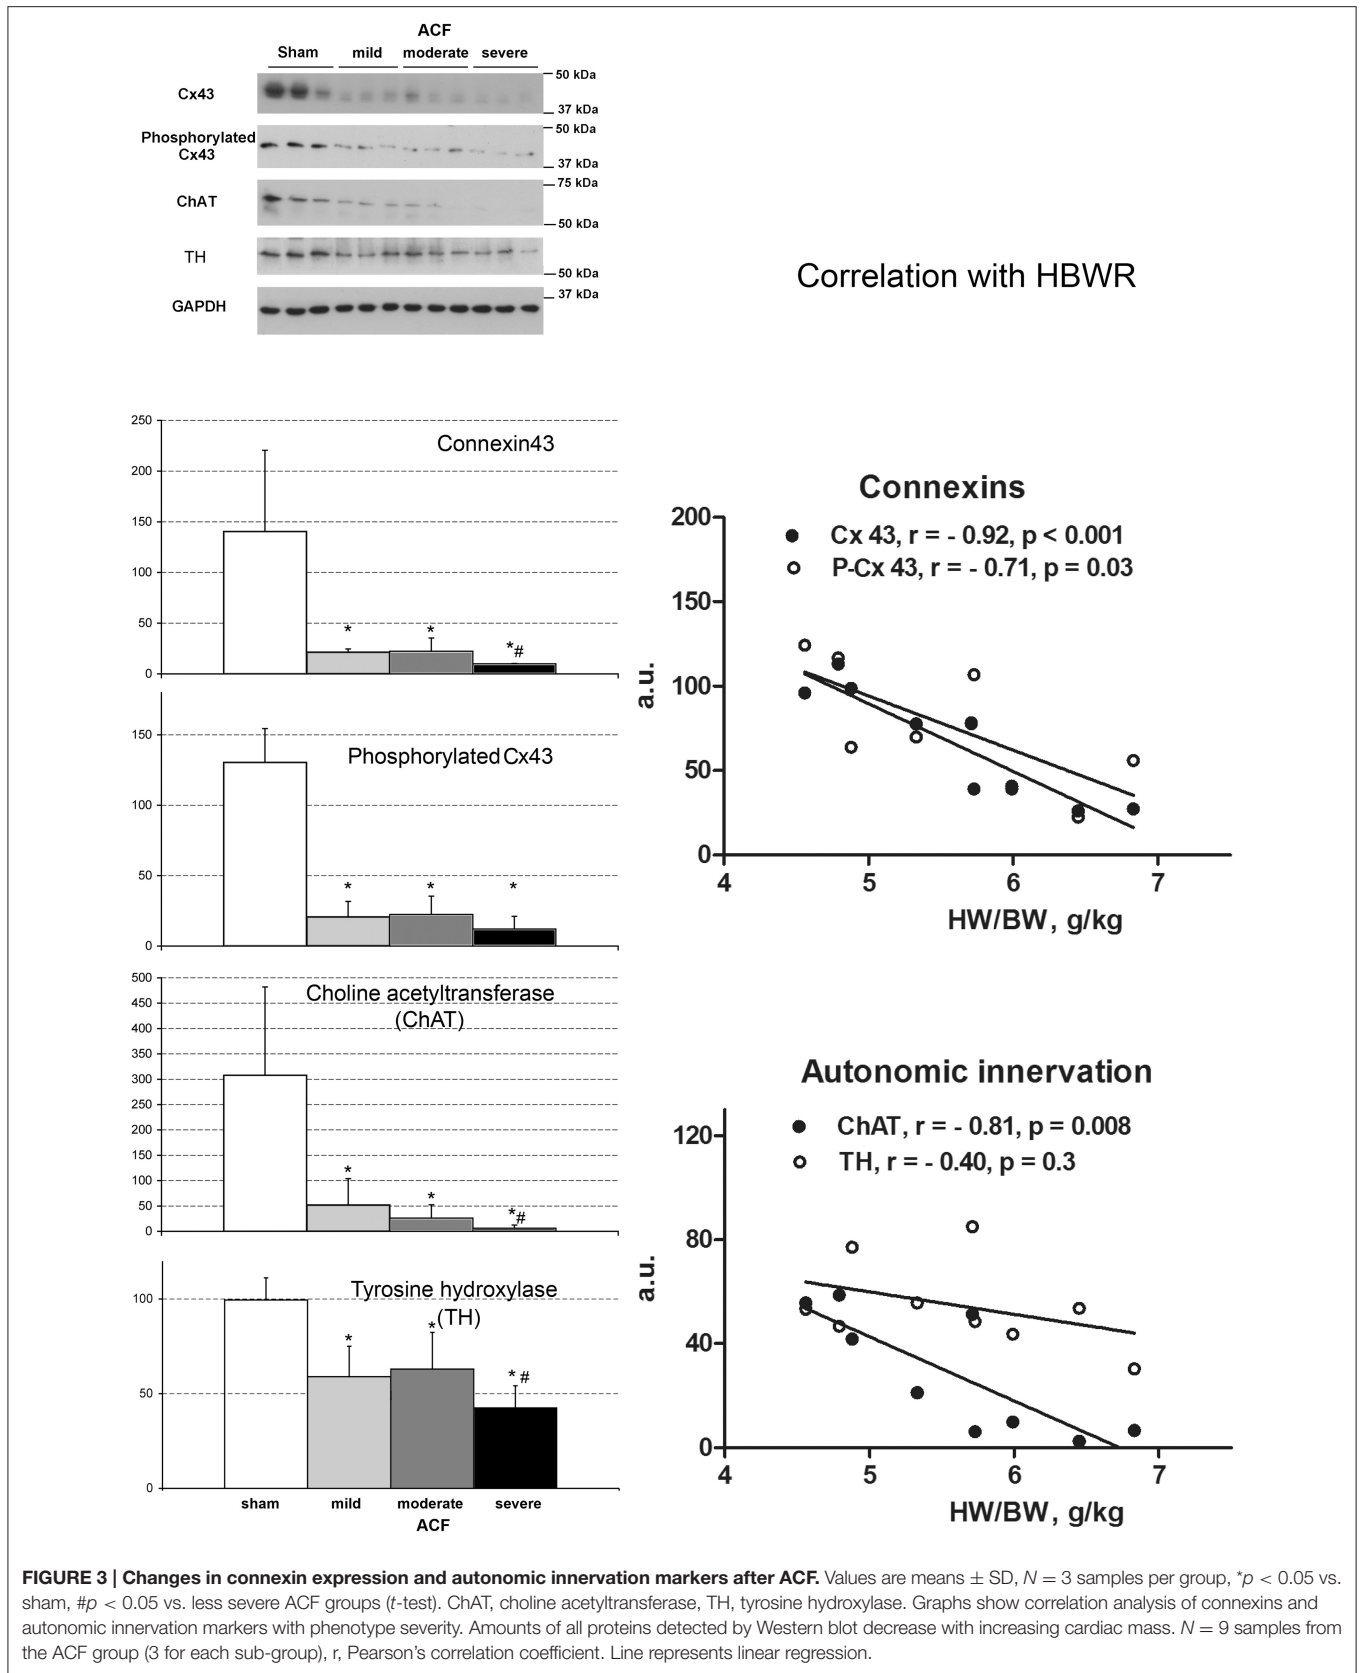 ACF
Sham mild moderate severe
Cx43
50 kDa
37 kDa
Phosphorylated
Cx43
50 kDa
37 kDa
ChAT
75 kDa
50 kDa
TH
50 kDa
GAPDH
37 kDa
Correlation with HBWR
Connexin43
250
200
150
100
50
0
*
*
*#
Phosphorylated Cx43
150
100
50
0
*
*
*
Choline acetyltransferase
(ChAT)
500
450
400
350
300
250
200
150
100
50
0
*
*
*#
Tyrosine hydroxylase
(TH)
100
50
0
*
*
*#
sham mild moderate severe
ACF
Connexins
Cx 43, r = - 0.92, p < 0.001
P-Cx 43, r = - 0.71, p = 0.03
200
150
100
50
0
a.u.
4 5 6 7
HW/BW, g/kg
Autonomic innervation
ChAT, r = - 0.81, p = 0.008
TH, r = - 0.40, p = 0.3
120
80
40
0
a.u.
4 5 6 7
HW/BW, g/kg
FIGURE 3 | Changes in connexin expression and autonomic innervation markers after ACF. Values are means ± SD, N = 3 samples per group, *p < 0.05 vs.
sham, #p < 0.05 vs. less severe ACF groups (t-test). ChAT, choline acetyltransferase, TH, tyrosine hydroxylase. Graphs show correlation analysis of connexins and
autonomic innervation markers with phenotype severity. Amounts of all proteins detected by Western blot decrease with increasing cardiac mass. N = 9 samples from
the ACF group (3 for each sub-group), r, Pearson's correlation coefficient. Line represents linear regression.